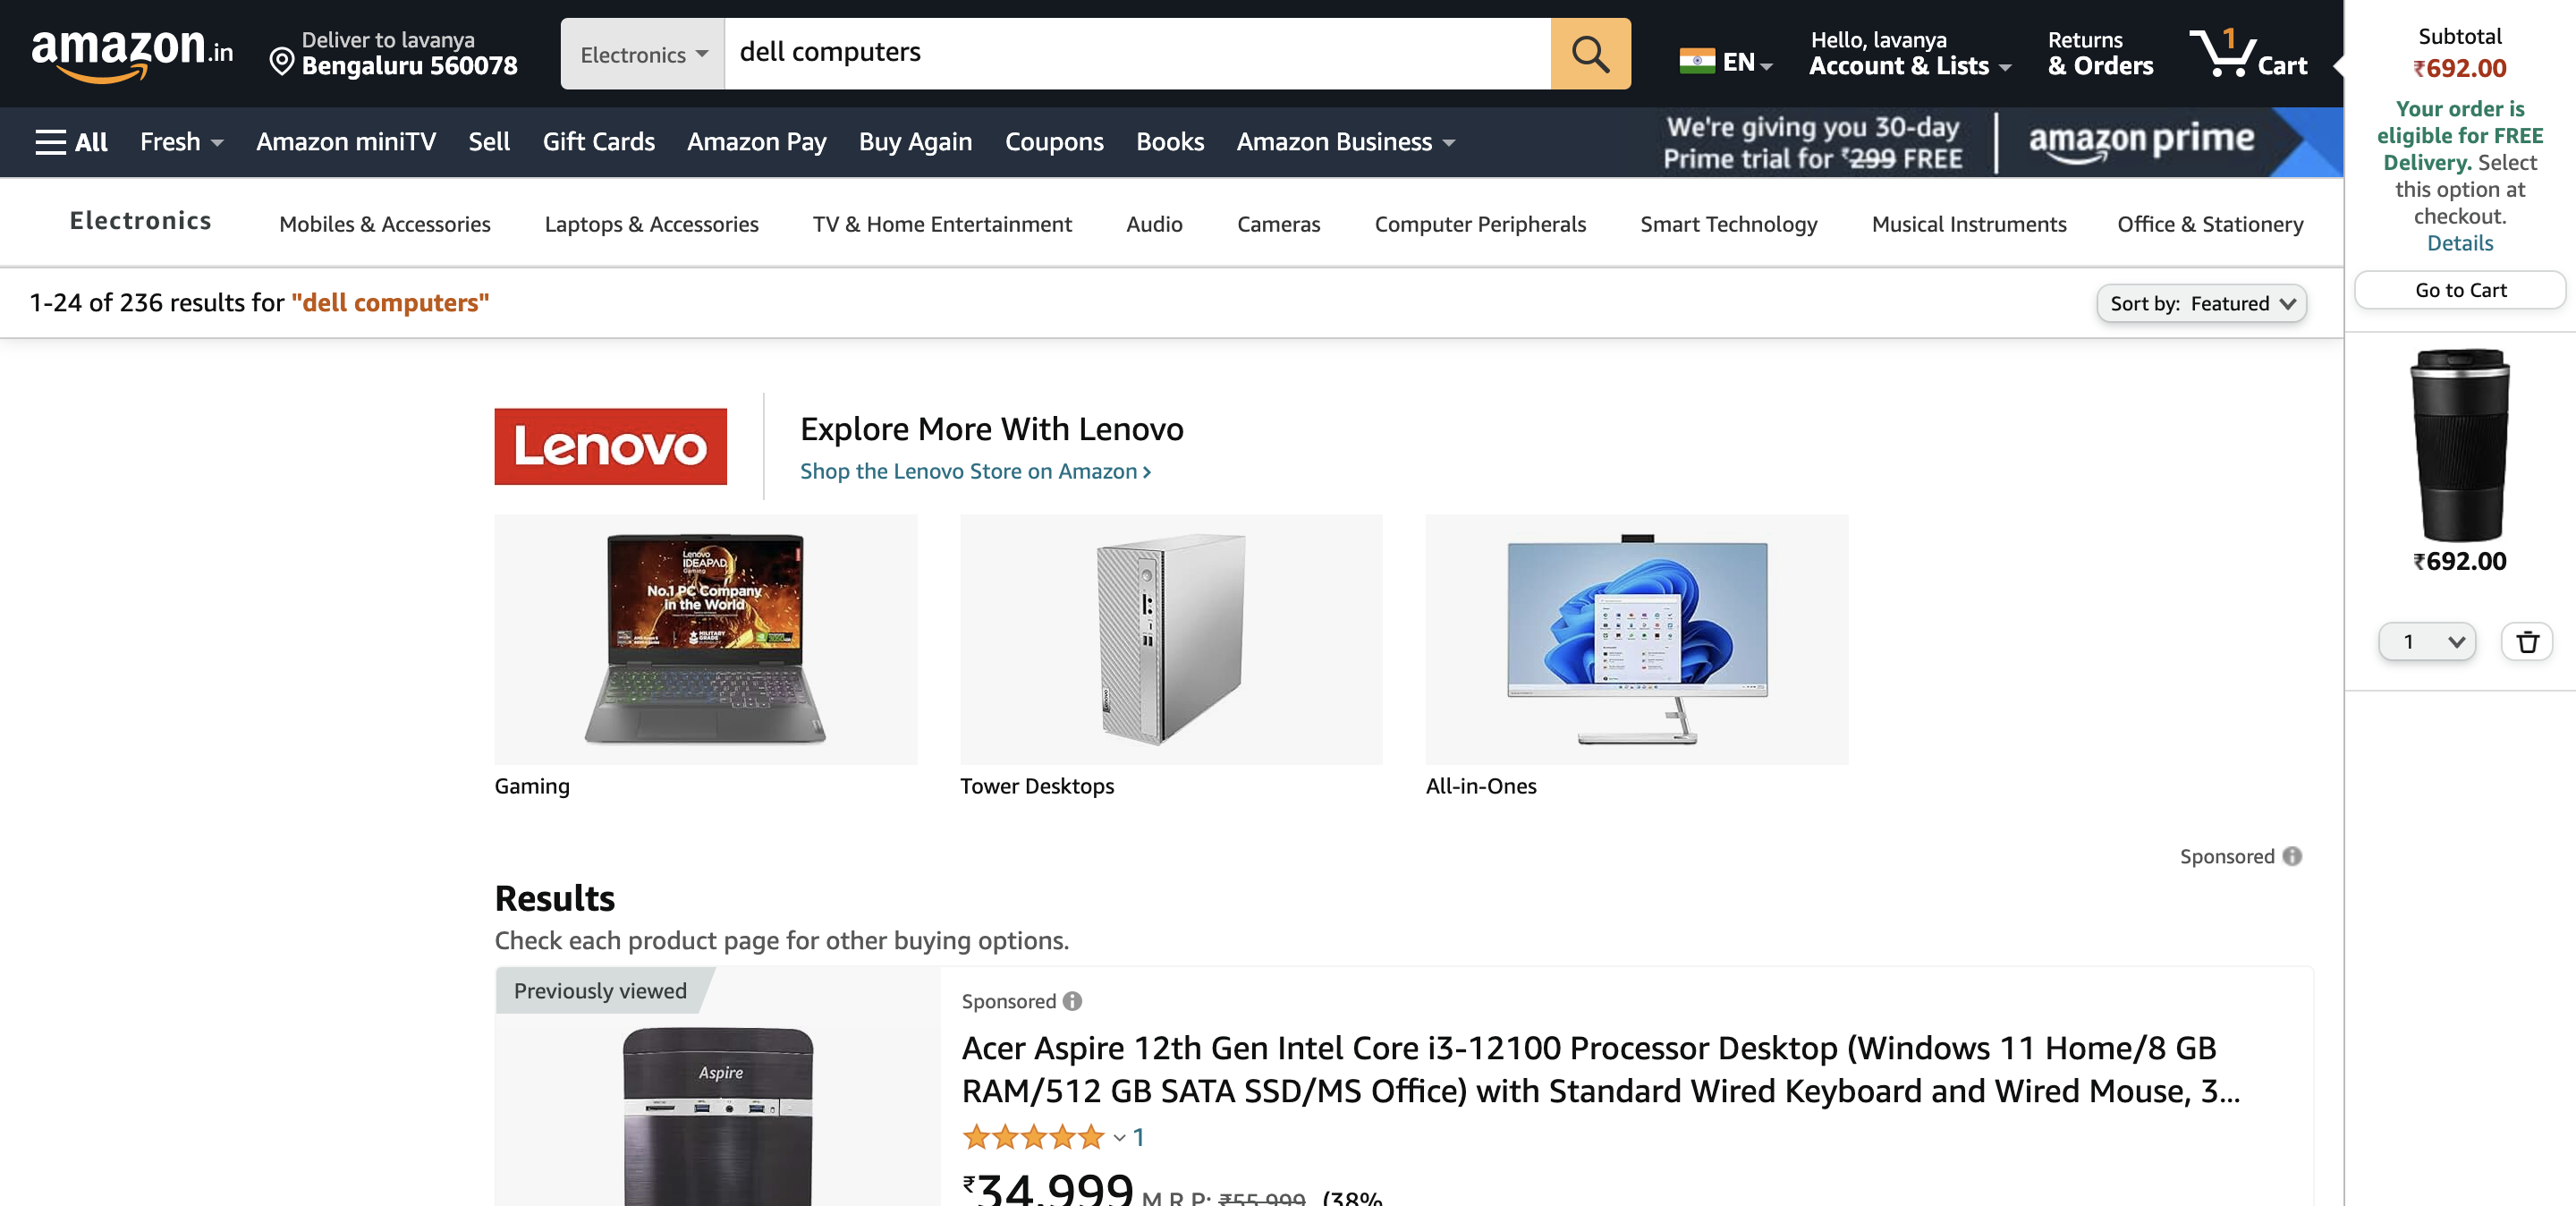 amazon.in
Deliver to lavanya
Bengaluru 560078
Electronics
dell computers
EN
Hello, lavanya
Account & Lists
Returns
& Orders
1
Cart
All
Fresh
Amazon miniTV
Sell
Gift Cards
Amazon Pay
Buy Again
Coupons
Books
Amazon Business
We're giving you 30-day
Prime trial for ₹299 FREE
amazon prime
Electronics
Mobiles & Accessories
Laptops & Accessories
TV & Home Entertainment
Audio
Cameras
Computer Peripherals
Smart Technology
Musical Instruments
Office & Stationery
1-24 of 236 results for "dell computers"
Sort by: Featured
Lenovo
Explore More With Lenovo
Shop the Lenovo Store on Amazon ›
Lenovo
IDEAPAD
Gaming
No.1 PC Company
in the World
MILITARY
GRADE
Lenovo
Gaming
Tower Desktops
All-in-Ones
Sponsored
Results
Check each product page for other buying options.
Previously viewed
Aspire
Sponsored
Acer Aspire 12th Gen Intel Core i3-12100 Processor Desktop (Windows 11 Home/8 GB
RAM/512 GB SATA SSD/MS Office) with Standard Wired Keyboard and Wired Mouse, 3...
1
₹34,999 M.R.P: ₹55,999 (38%
Subtotal
₹692.00
Your order is
eligible for FREE
Delivery. Select
this option at
checkout.
Details
Go to Cart
₹692.00
1